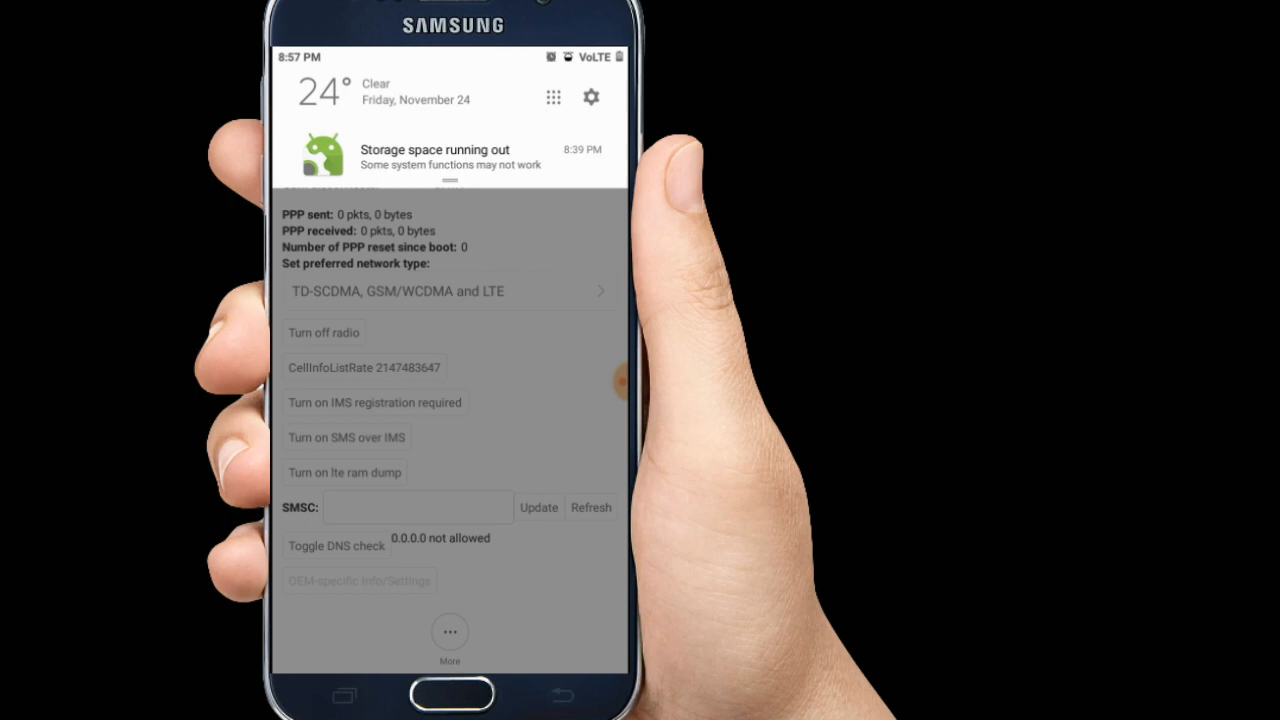 SAMSUNG
8:57 PM VoLTE
24° Clear
Friday, November 24
Storage space running out 8:39 PM
Some system functions may not work
PPP sent: 0 pkts, 0 bytes
PPP received: 0 pkts, 0 bytes
Number of PPP reset since boot: 0
Set preferred network type:
TD-SCDMA, GSM/WCDMA and LTE
Turn off radio
CellInfoListRate 2147483647
Turn on IMS registration required
Turn on SMS over IMS
Turn on lte ram dump
SMSC: Update Refresh
Toggle DNS check 0.0.0.0 not allowed
OEM-specific Info/Settings
More